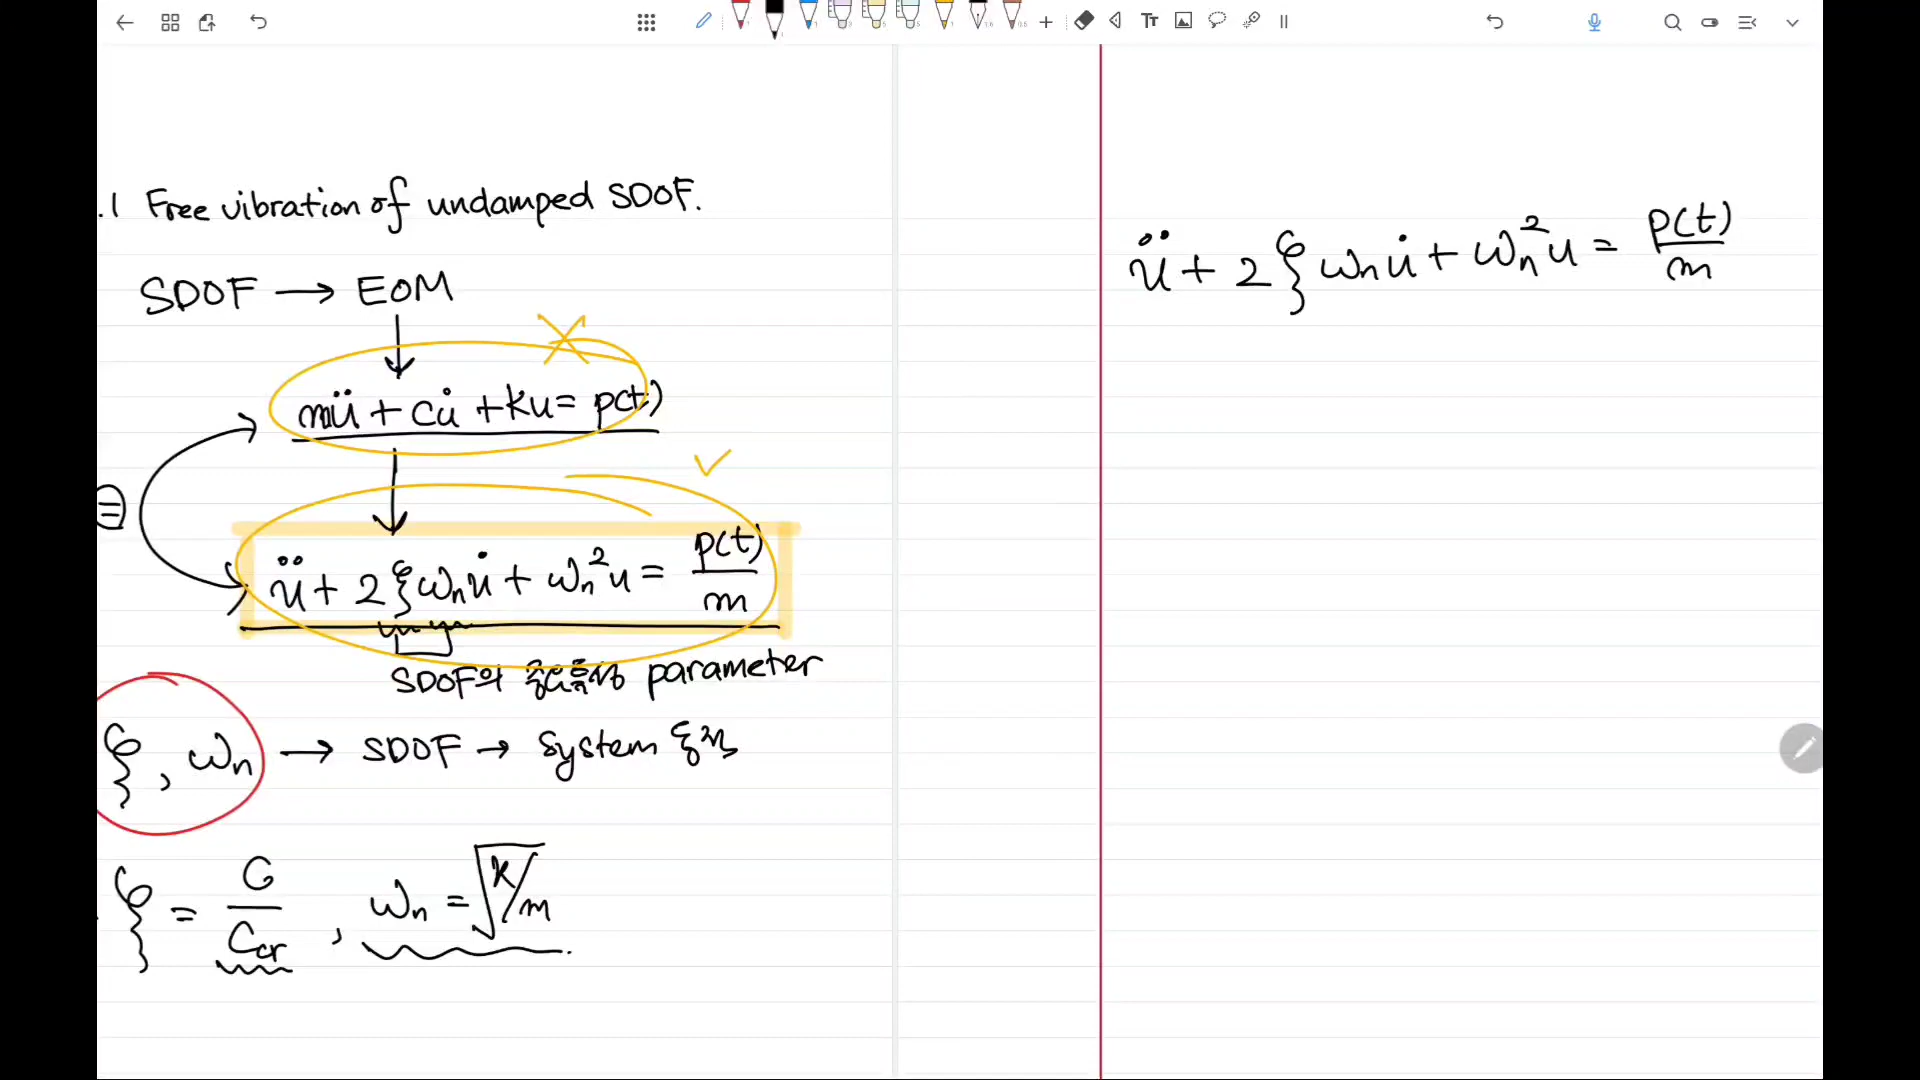 .1 Free vibration of undamped SDOF.
SDOF → EOM
mü + cu̇ + ku = p(t)
≡
ü + 2ξωₙu̇ + ωₙ²u = p(t)/m
SDOF의 parameter
ξ, ωₙ → SDOF → System
ξ = C/Ccr , ωₙ = √k/m .
ü + 2ξωₙu̇ + ωₙ²u = p(t)/m